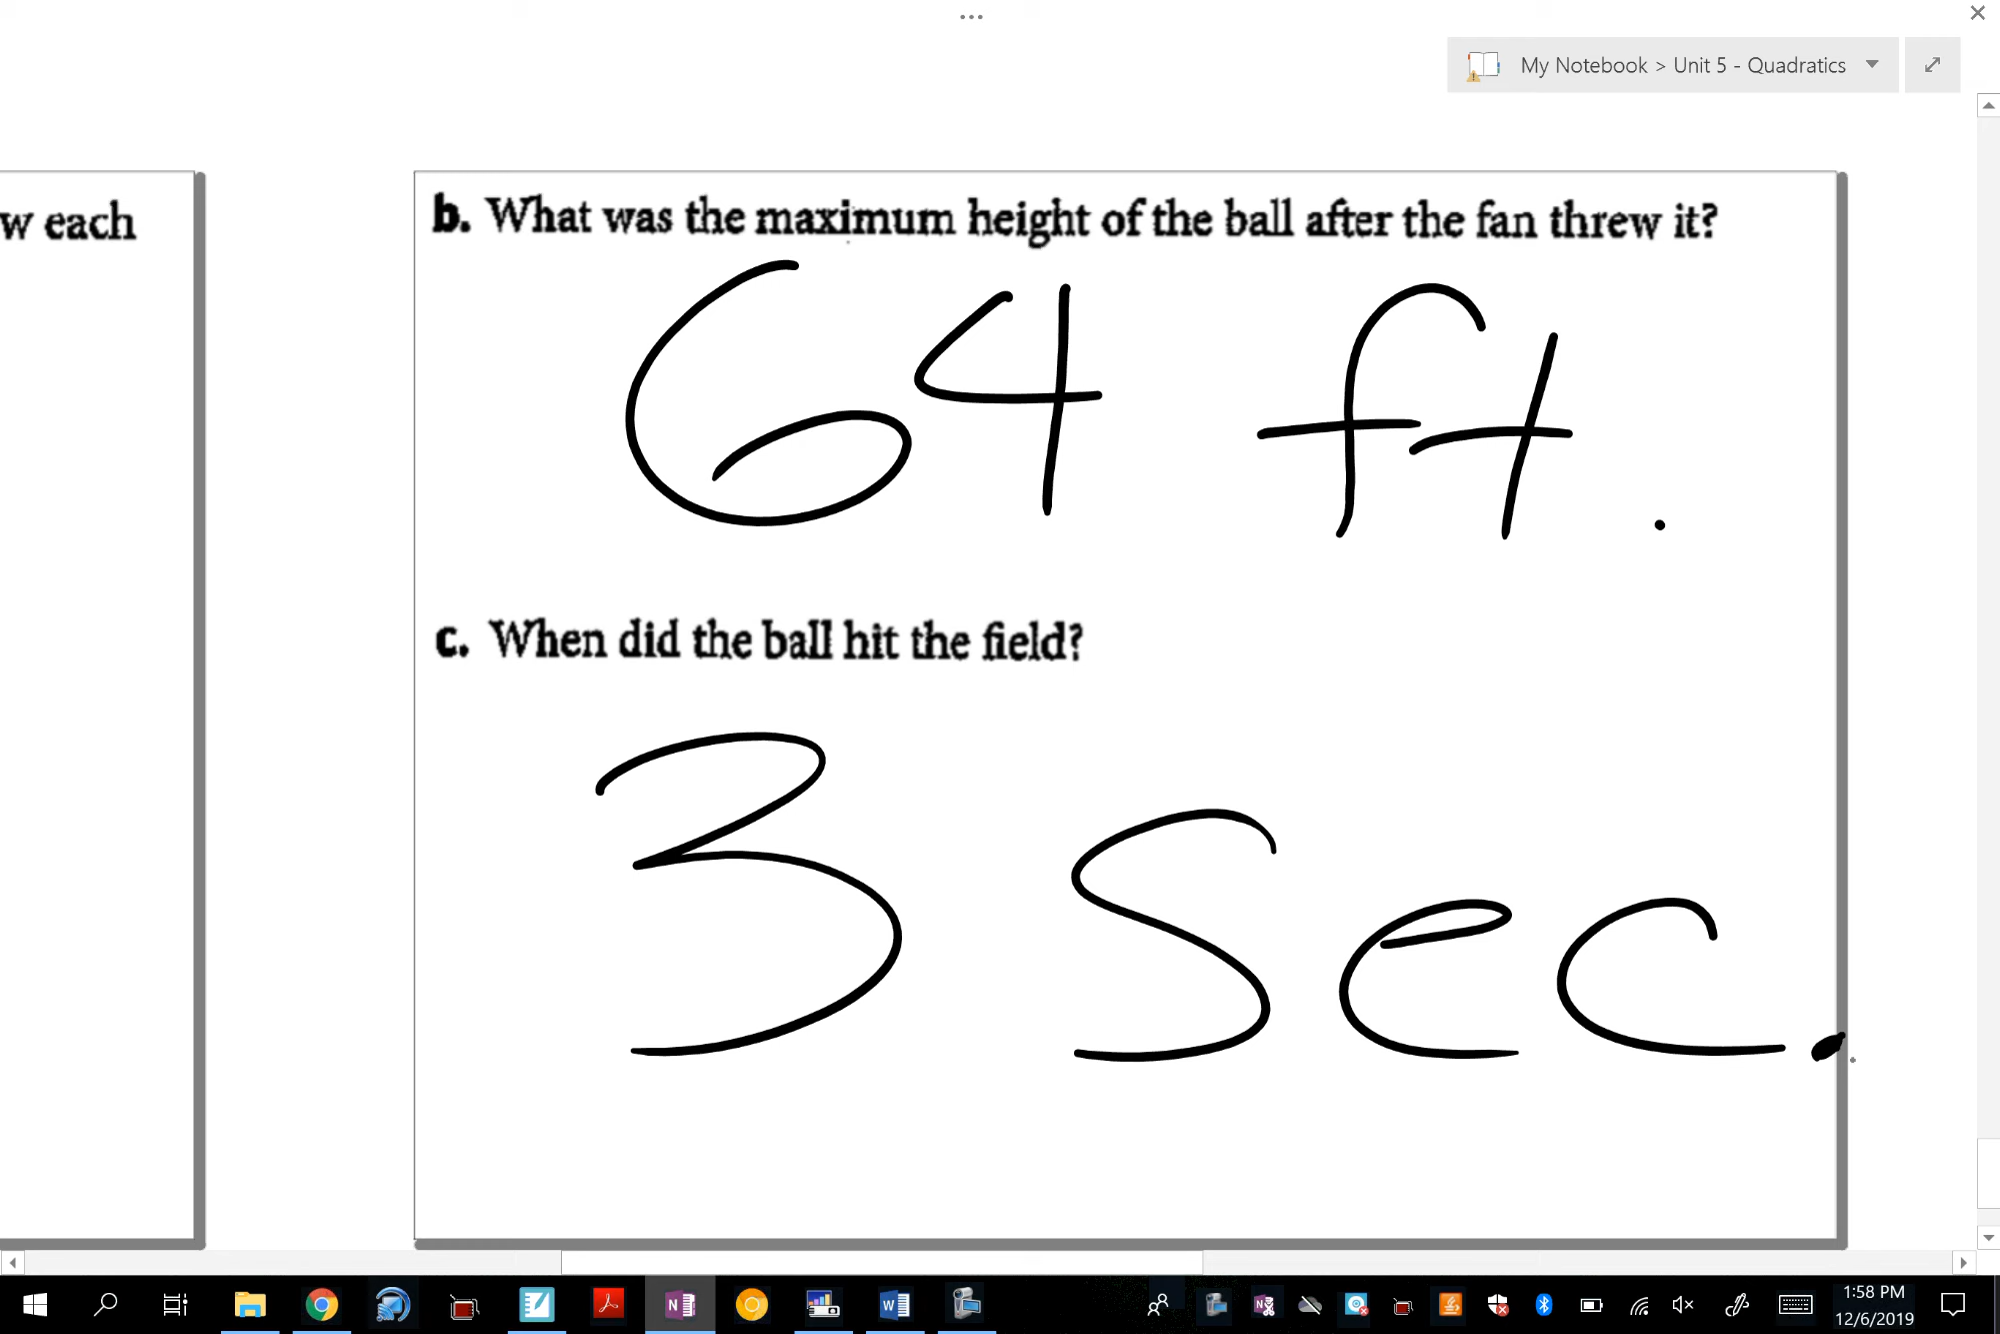 My Notebook > Unit 5 - Quadratics
w each
b. What was the maximum height of the ball after the fan threw it?
64 ft.
c. When did the ball hit the field?
3 Sec.
1:58 PM
12/6/2019